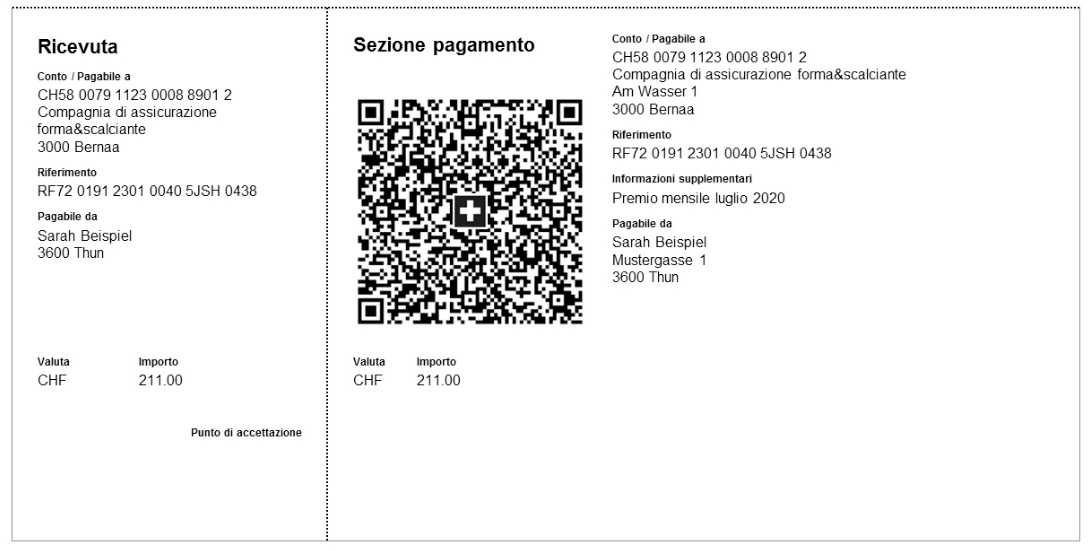 Ricevuta
Conto / Pagabile a
CH58 0079 1123 0008 8901 2
Compagnia di assicurazione
forma&scalciante
3000 Bernaa
Riferimento
RF72 0191 2301 0040 5JSH 0438
Pagabile da
Sarah Beispiel
3600 Thun
Valuta Importo
CHF 211.00
Punto di accettazione
Sezione pagamento
Valuta Importo
CHF 211.00
Conto / Pagabile a
CH58 0079 1123 0008 8901 2
Compagnia di assicurazione forma&scalciante
Am Wasser 1
3000 Bernaa
Riferimento
RF72 0191 2301 0040 5JSH 0438
Informazioni supplementari
Premio mensile luglio 2020
Pagabile da
Sarah Beispiel
Mustergasse 1
3600 Thun